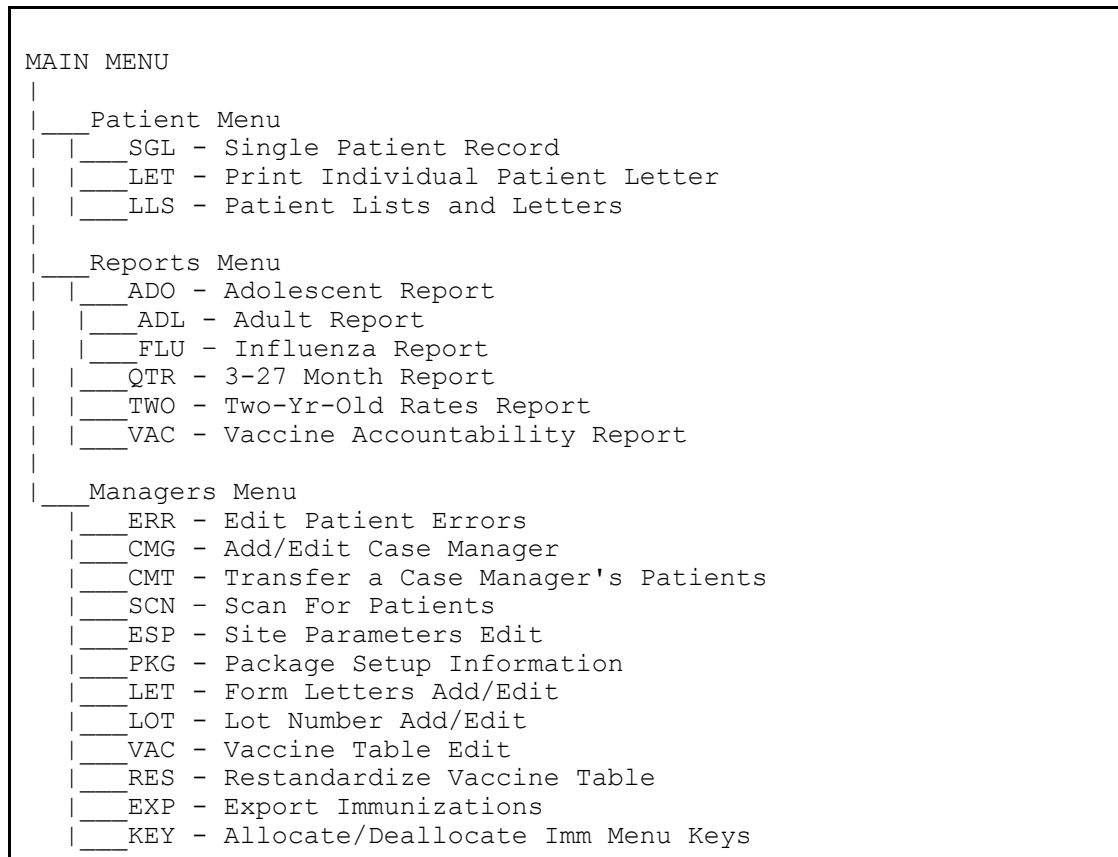 MAIN MENU
|
|___Patient Menu
| |___SGL - Single Patient Record
| |___LET - Print Individual Patient Letter
| |___LLS - Patient Lists and Letters
|
|___Reports Menu
| |___ADO - Adolescent Report
|  |___ADL - Adult Report
|  |___FLU – Influenza Report
| |___QTR - 3-27 Month Report
| |___TWO - Two-Yr-Old Rates Report
| |___VAC - Vaccine Accountability Report
|
|___Managers Menu
  |___ERR - Edit Patient Errors
  |___CMG - Add/Edit Case Manager
  |___CMT - Transfer a Case Manager's Patients
  |___SCN – Scan For Patients
  |___ESP - Site Parameters Edit
  |___PKG - Package Setup Information
  |___LET - Form Letters Add/Edit
  |___LOT - Lot Number Add/Edit
  |___VAC - Vaccine Table Edit
  |___RES - Restandardize Vaccine Table
  |___EXP - Export Immunizations
  |___KEY - Allocate/Deallocate Imm Menu Keys